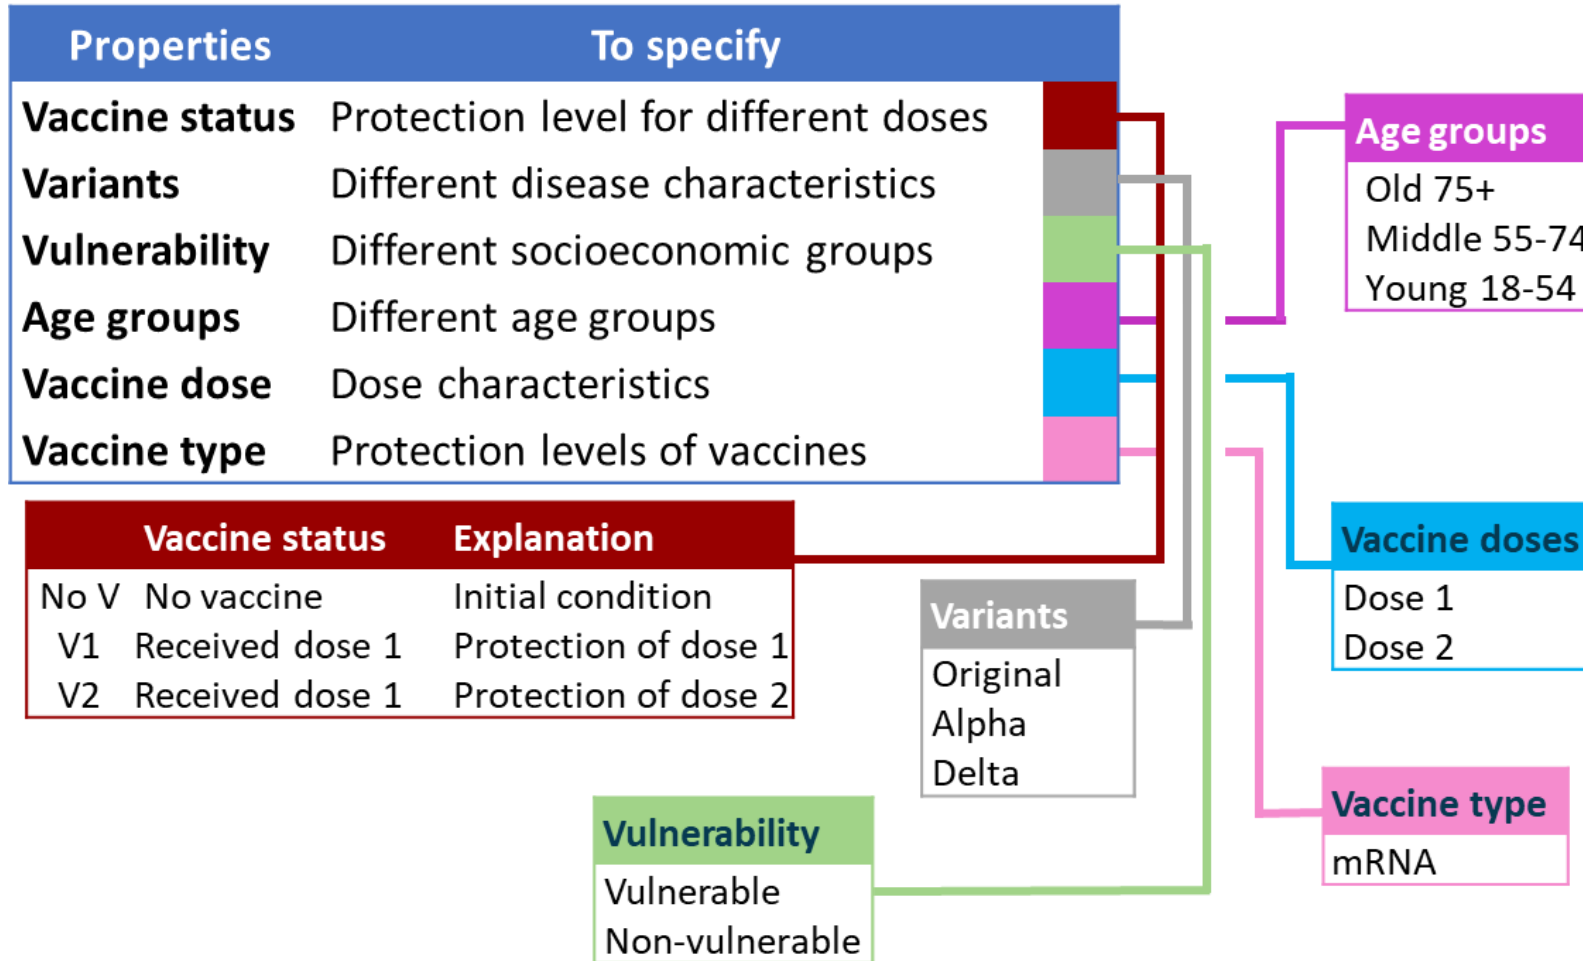 Properties To specify
Vaccine status Protection level for different doses
Variants Different disease characteristics
Vulnerability Different socioeconomic groups
Age groups Different age groups
Vaccine dose Dose characteristics
Vaccine type Protection levels of vaccines
Age groups
Old 75+
Middle 55-74
Young 18-54
Vaccine status Explanation
No V No vaccine Initial condition
V1 Received dose 1 Protection of dose 1
V2 Received dose 1 Protection of dose 2
Variants
Original
Alpha
Delta
Vaccine doses
Dose 1
Dose 2
Vulnerability
Vulnerable
Non-vulnerable
Vaccine type
mRNA